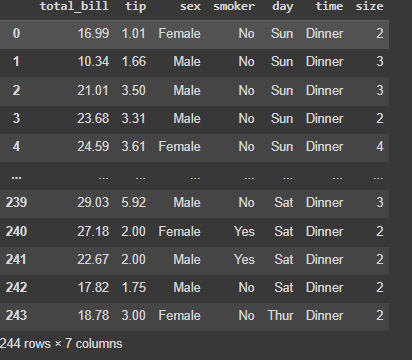 total_bill tip sex smoker day time size
0 16.99 1.01 Female No Sun Dinner 2
1 10.34 1.66 Male No Sun Dinner 3
2 21.01 3.50 Male No Sun Dinner 3
3 23.68 3.31 Male No Sun Dinner 2
4 24.59 3.61 Female No Sun Dinner 4
... ... ... ... ... ... ... ...
239 29.03 5.92 Male No Sat Dinner 3
240 27.18 2.00 Female Yes Sat Dinner 2
241 22.67 2.00 Male Yes Sat Dinner 2
242 17.82 1.75 Male No Sat Dinner 2
243 18.78 3.00 Female No Thur Dinner 2
244 rows × 7 columns